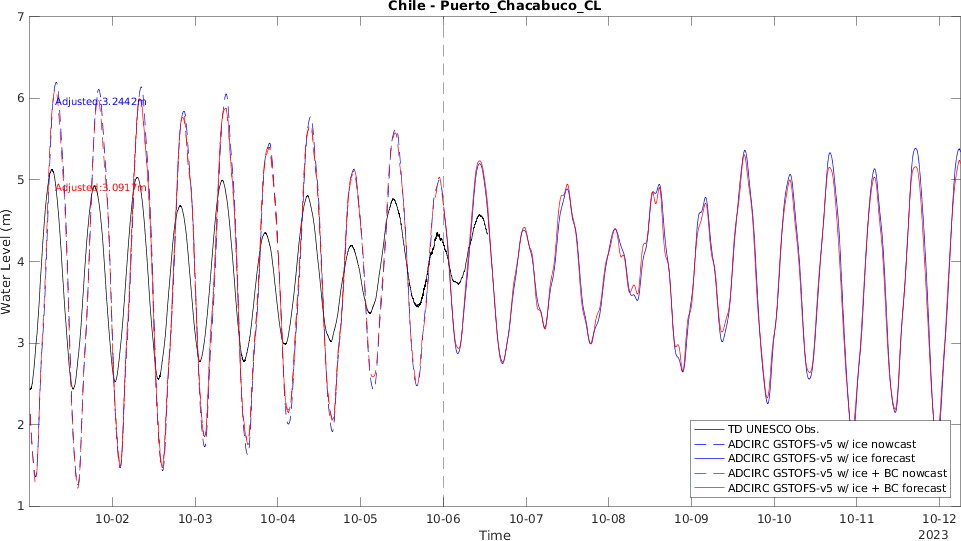 Chile - Puerto_Chacabuco_CL
7
6
5
4
3
2
1
Water Level (m)
Adjusted:3.2442m
Adjusted:3.0917m
TD UNESCO Obs.
ADCIRC GSTOFS-v5 w/ ice nowcast
ADCIRC GSTOFS-v5 w/ ice forecast
ADCIRC GSTOFS-v5 w/ ice + BC nowcast
ADCIRC GSTOFS-v5 w/ ice + BC forecast
10-02 10-03 10-04 10-05 10-06 10-07 10-08 10-09 10-10 10-11 10-12
Time
2023